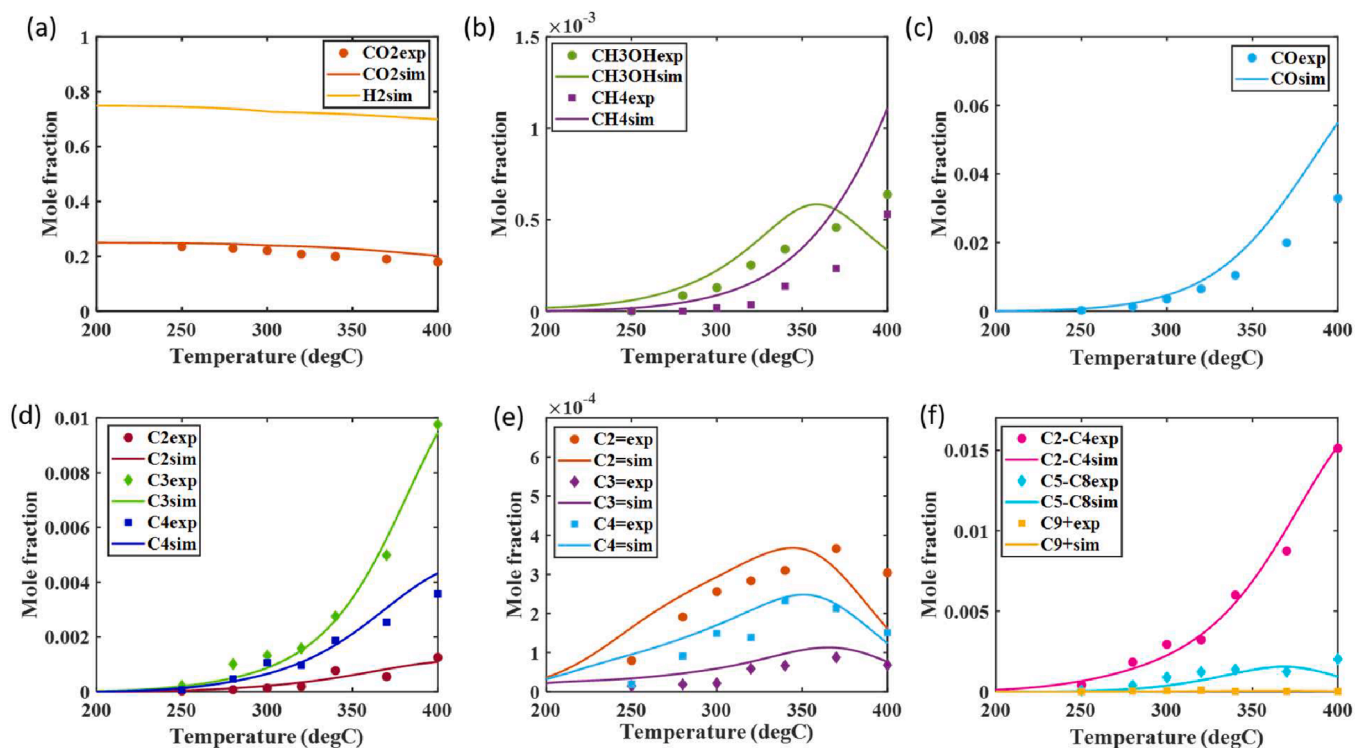 (a)
1
0.8
0.6
0.4
0.2
0
Mole fraction
CO2exp
CO2sim
H2sim
200 250 300 350 400
Temperature (degC)
(b)
×10⁻³
1.5
1
0.5
0
Mole fraction
CH3OHexp
CH3OHsim
CH4exp
CH4sim
200 250 300 350 400
Temperature (degC)
(c)
0.08
0.06
0.04
0.02
0
Mole fraction
COexp
COsim
200 250 300 350 400
Temperature (degC)
(d)
0.01
0.008
0.006
0.004
0.002
0
Mole fraction
C2exp
C2sim
C3exp
C3sim
C4exp
C4sim
200 250 300 350 400
Temperature (degC)
(e)
×10⁻⁴
6
5
4
3
2
1
0
Mole fraction
C2=exp
C2=sim
C3=exp
C3=sim
C4=exp
C4=sim
200 250 300 350 400
Temperature (degC)
(f)
0.015
0.01
0.005
0
Mole fraction
C2-C4exp
C2-C4sim
C5-C8exp
C5-C8sim
C9+exp
C9+sim
200 250 300 350 400
Temperature (degC)